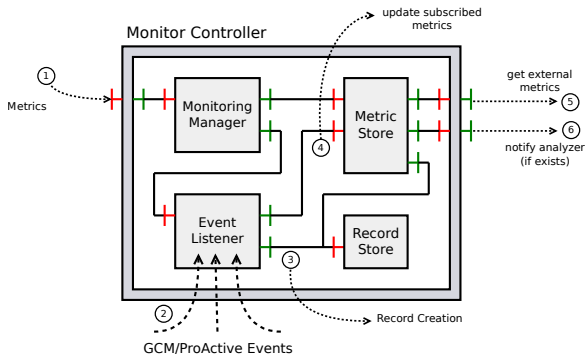 update subscribed
metrics
Monitor Controller
1
Metrics
Monitoring
Manager
Metric
Store
get external
metrics
5
6
notify analyzer
(if exists)
4
Event
Listener
Record
Store
3
2
Record Creation
GCM/ProActive Events